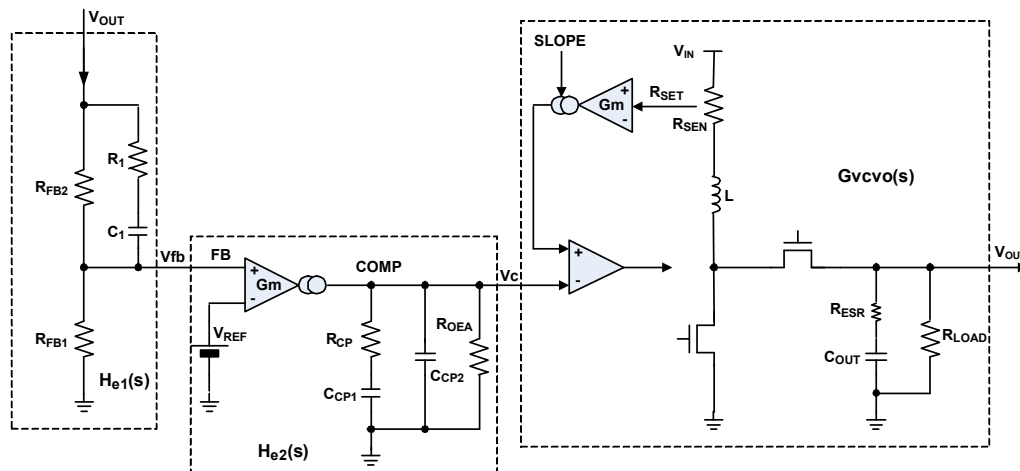 VOUT
R1
RFB2
C1
RFB1
He1(s)
Vfb
FB
+
Gm
-
VREF
COMP
RCP
CCP1
CCP2
ROEA
He2(s)
Vc
SLOPE
+
Gm
-
RSET
VIN
RSEN
L
+
-
Gvcvo(s)
VOU
RESR
COUT
RLOAD